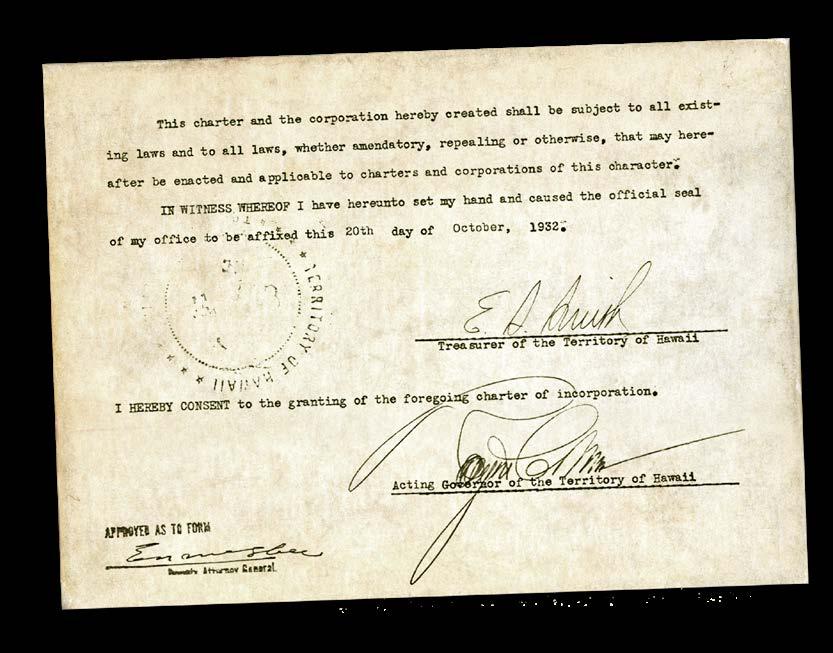 This charter and the corporation hereby created shall be subject to all exist-
ing laws and to all laws, whether amendatory, repealing or otherwise, that may here-
after be enacted and applicable to charters and corporations of this character.
IN WITNESS WHEREOF I have hereunto set my hand and caused the official seal
of my office to be affixed this 20th day of October, 1932.
TERRITORY OF HAWAII
E. S. Smith
Treasurer of the Territory of Hawaii
I HEREBY CONSENT to the granting of the foregoing charter of incorporation.
Acting Governor of the Territory of Hawaii
APPROVED AS TO FORM
Attorney General.